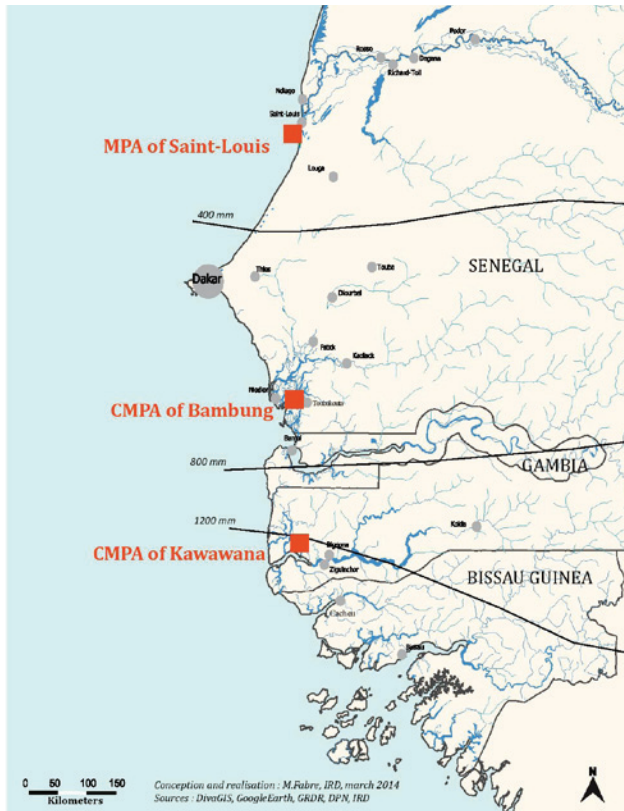 Podor
Rosso
Dagana
Richard-Toll
Ndiago
Saint-Louis
MPA of Saint-Louis
Louga
400 mm
SENEGAL
Dakar
Thies
Touba
Diourbel
Fatick
Kaolack
CMPA of Bambung
Toubakouta
Banjul
GAMBIA
800 mm
1200 mm
Kolda
CMPA of Kawawana
Bignona
Ziguinchor
BISSAU GUINEA
Cacheu
Bissau
N
0 50 100 150
Kilometers
Conception and realisation : M.Fabre, IRD, march 2014
Sources : DivaGIS, GoogleEarth, GRDR, DPN, IRD